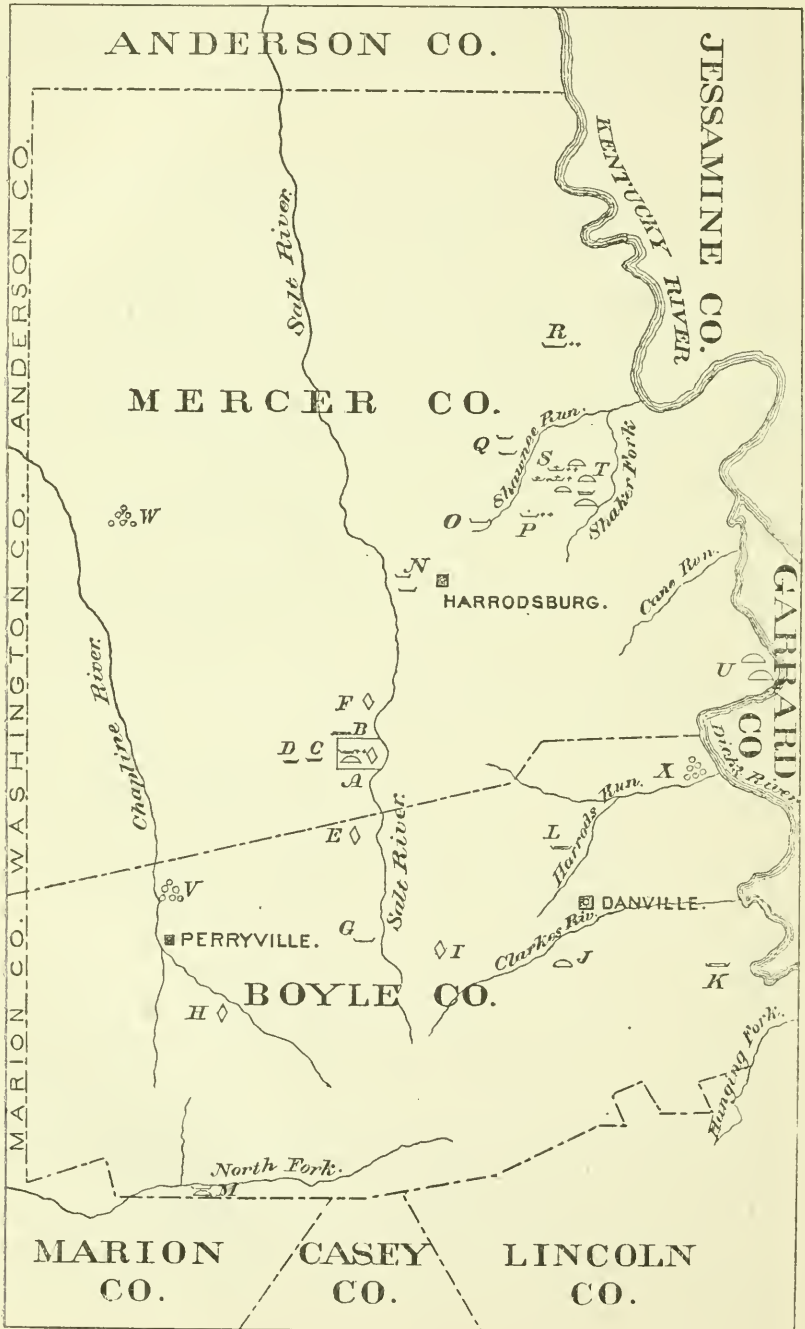 ANDERSON CO.
JESSAMINE CO.
KENTUCKY RIVER
Salt River.
MARION CO. WASHINGTON CO. ANDERSON CO.
R
MERCER CO.
Shawnee Run.
Q
S
T
Shaker Fork
O
P
W
N
HARRODSBURG.
Cane Run.
GARRARD CO
U
Chapline River.
F
B
D
C
A
Dicks River.
X
Harrods Run.
E
L
Salt River.
V
DANVILLE.
PERRYVILLE.
G
I
Clarkes Riv.
J
K
H
BOYLE CO.
Hanging Fork.
North Fork.
M
MARION CO.
CASEY CO.
LINCOLN CO.